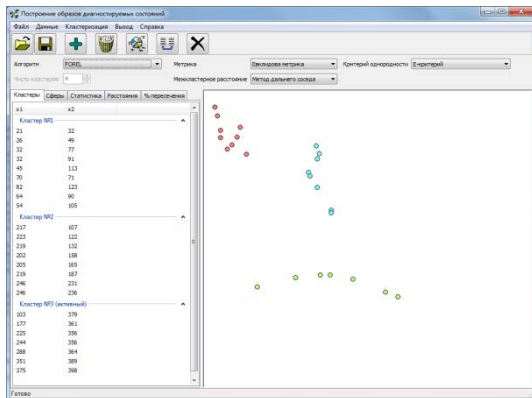 Построение образов диагностируемых состояний
Файл Данные Кластеризация Выход Справка
Алгоритм FOREL Метрика Евклидова метрика Критерий однородности Е-критерий
Число кластеров 4 Межкластерное расстояние Метод дальнего соседа
Кластеры Сферы Статистика Расстояния % пересечения
x1 x2
Кластер №1
21 32
26 49
32 77
32 91
45 113
70 71
82 123
64 90
54 105
Кластер №2
217 107
223 122
219 132
202 158
205 165
219 187
246 231
246 236
Кластер №3 (активный)
103 379
177 361
225 356
244 356
288 364
351 389
375 398
Готово